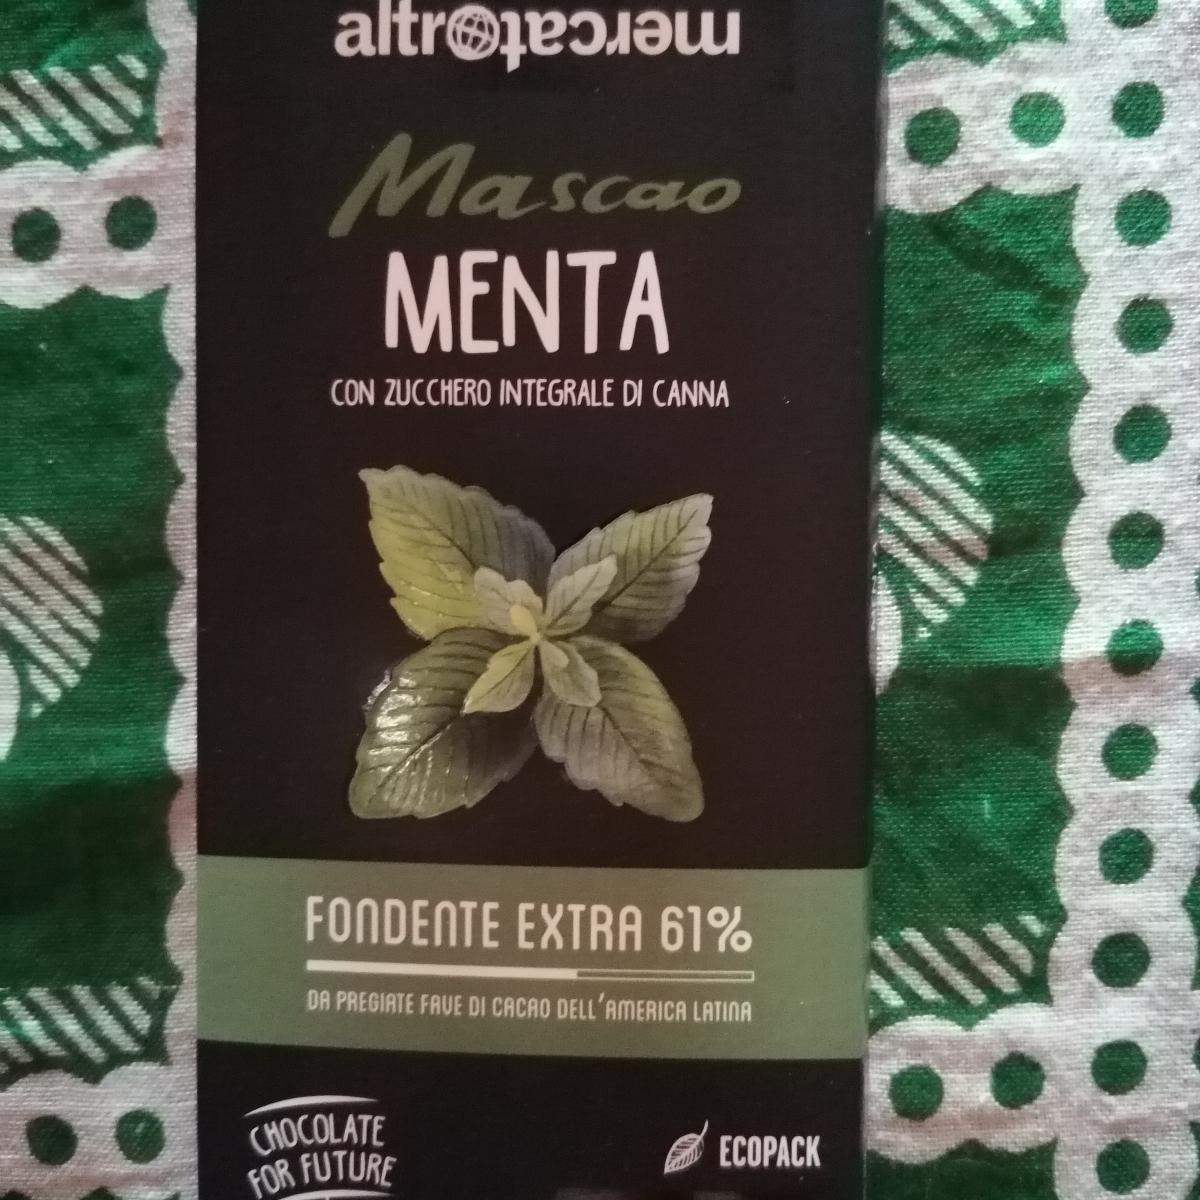 altromercato
Mascao
MENTA
CON ZUCCHERO INTEGRALE DI CANNA
FONDENTE EXTRA 61%
DA PREGIATE FAVE DI CACAO DELL'AMERICA LATINA
CHOCOLATE
FOR FUTURE
ECOPACK